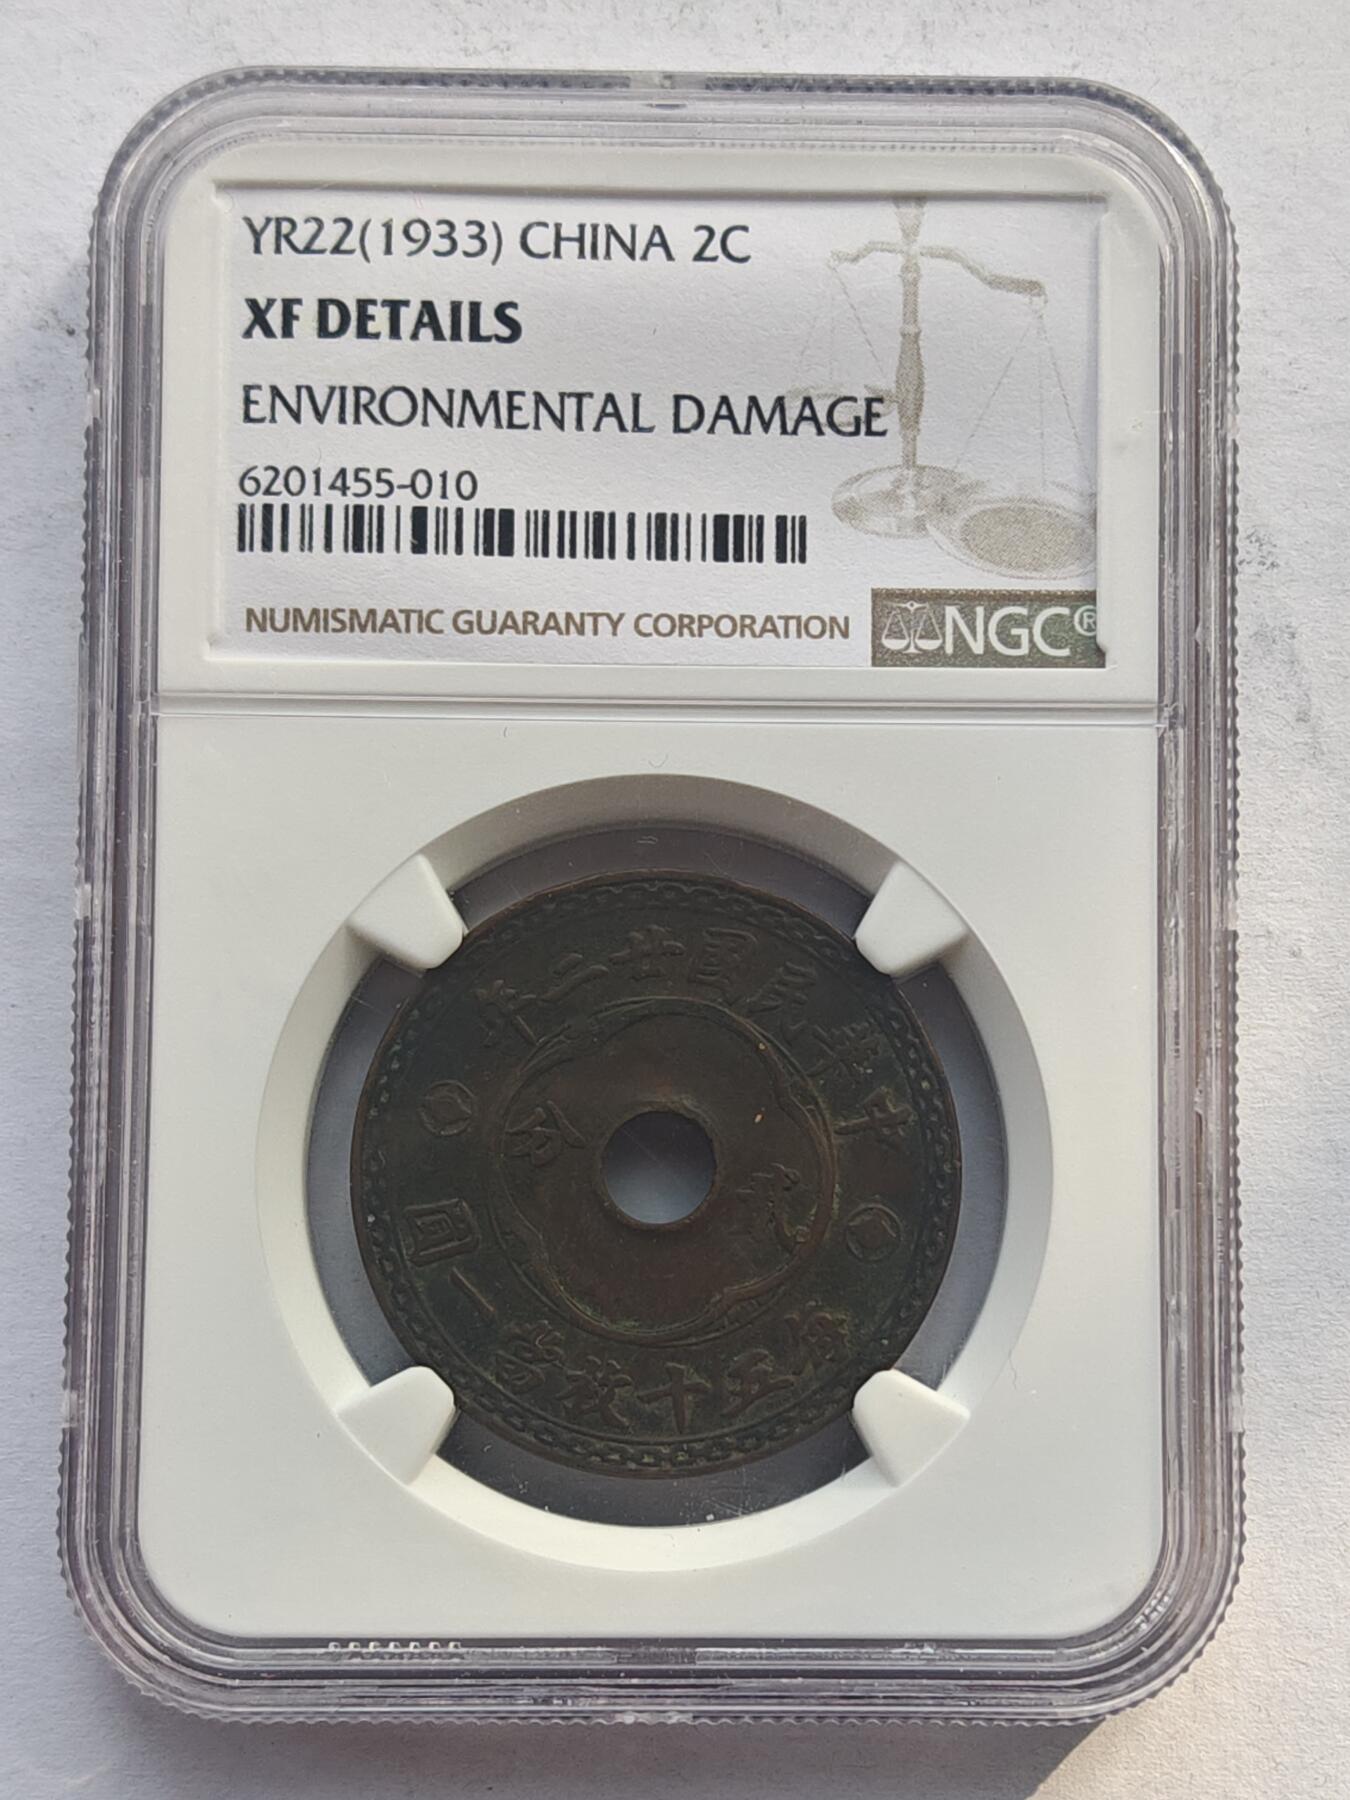 YR22(1933) CHINA 2C
XF DETAILS
ENVIRONMENTAL DAMAGE
6201455-010
NUMISMATIC GUARANTY CORPORATION
NGC®
中華民國廿二年
貳分
每五十枚當一圓